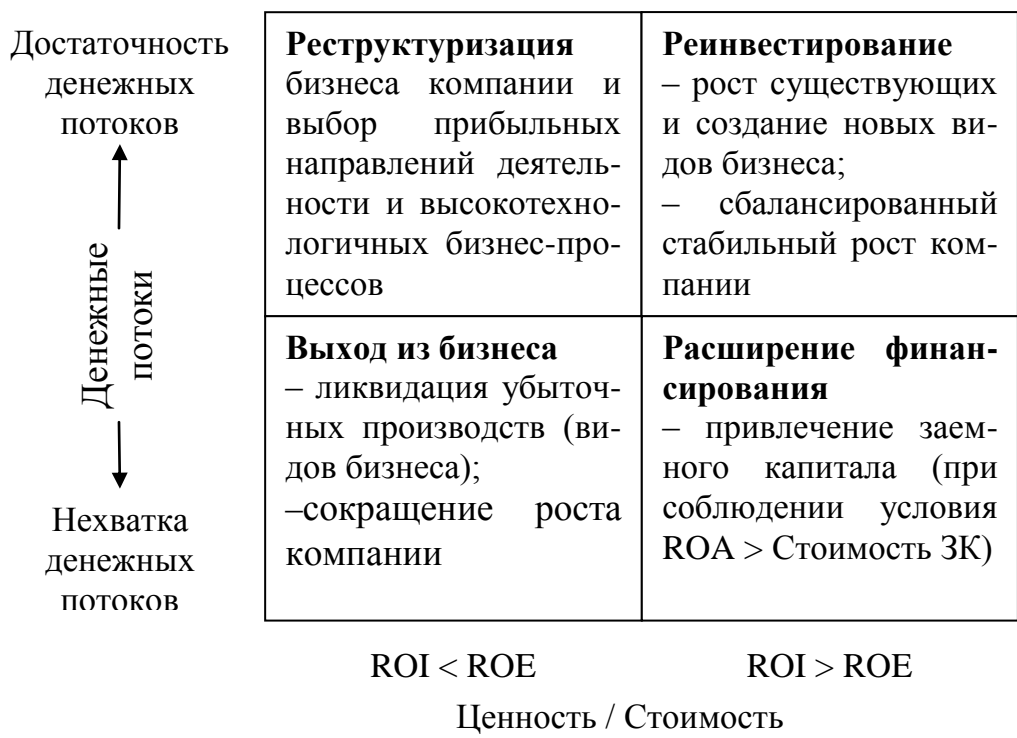 Достаточность
денежных
потоков
Денежные
потоки
Нехватка
денежных
потоков
Реструктуризация
бизнеса компании и
выбор прибыльных
направлений деятель-
ности и высокотехно-
логичных бизнес-про-
цессов
Реинвестирование
– рост существующих
и создание новых ви-
дов бизнеса;
– сбалансированный
стабильный рост ком-
пании
Выход из бизнеса
– ликвидация убыточ-
ных производств (ви-
дов бизнеса);
–сокращение роста
компании
Расширение финан-
сирования
– привлечение заем-
ного капитала (при
соблюдении условия
ROA > Стоимость ЗК)
ROI < ROE
ROI > ROE
Ценность / Стоимость